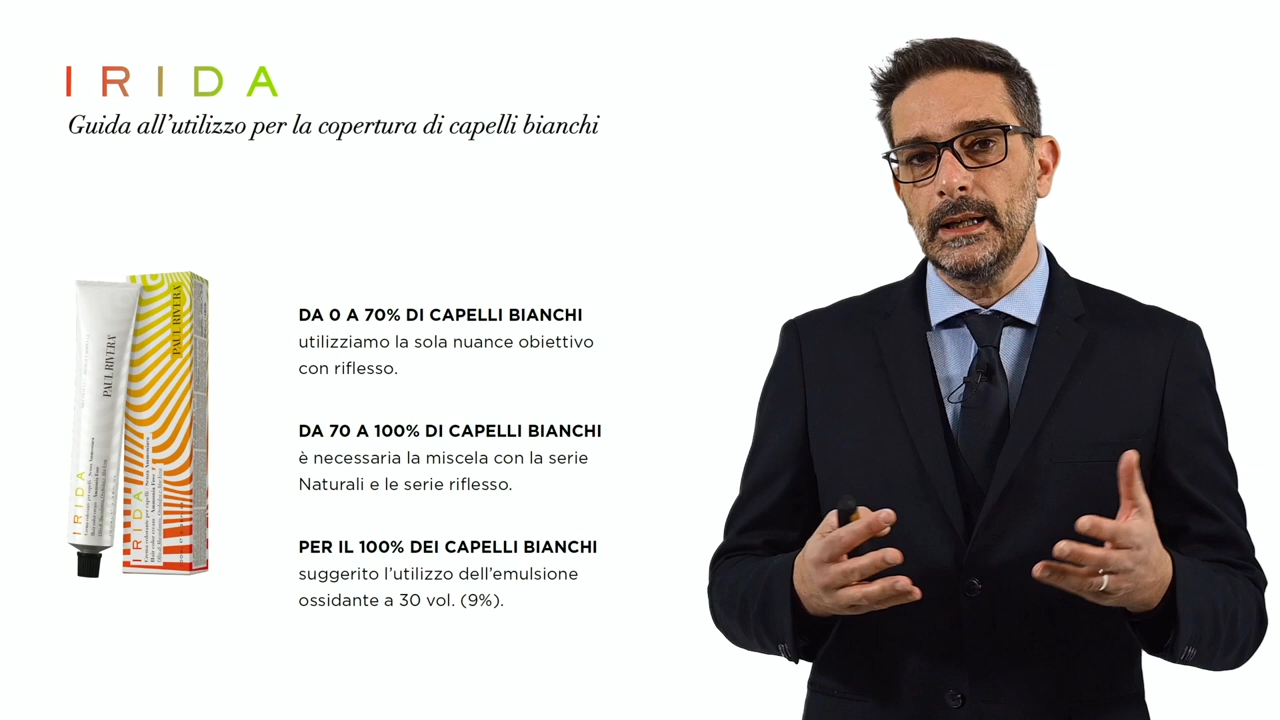 IRIDA
Guida all'utilizzo per la copertura di capelli bianchi
DA 0 A 70% DI CAPELLI BIANCHI
utilizziamo la sola nuance obiettivo
con riflesso.
DA 70 A 100% DI CAPELLI BIANCHI
è necessaria la miscela con la serie
Naturali e le serie riflesso.
PER IL 100% DEI CAPELLI BIANCHI
suggerito l'utilizzo dell'emulsione
ossidante a 30 vol. (9%).
PAUL RIVERA
IRIDA
PAUL RIVERA
IRIDA